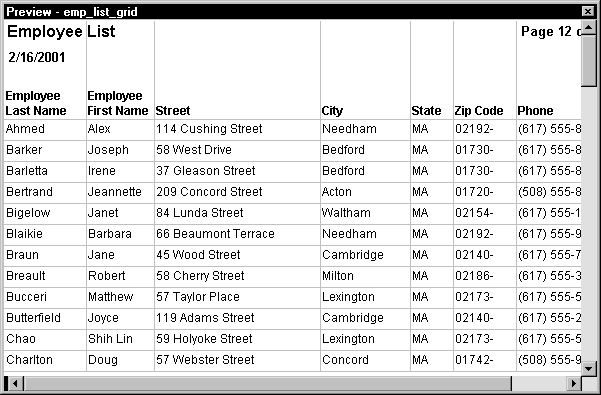 Preview - emp_list_grid
Employee List Page 12
2/16/2001
Employee Employee
Last Name First Name Street City State Zip Code Phone
Ahmed Alex 114 Cushing Street Needham MA 02192- (617) 555-8
Barker Joseph 58 West Drive Bedford MA 01730- (617) 555-8
Barletta Irene 37 Gleason Street Bedford MA 01730- (617) 555-8
Bertrand Jeannette 209 Concord Street Acton MA 01720- (508) 555-8
Bigelow Janet 84 Lunda Street Waltham MA 02154- (617) 555-1
Blaikie Barbara 66 Beaumont Terrace Needham MA 02192- (617) 555-9
Braun Jane 45 Wood Street Cambridge MA 02140- (617) 555-7
Breault Robert 58 Cherry Street Milton MA 02186- (617) 555-3
Bucceri Matthew 57 Taylor Place Lexington MA 02173- (617) 555-5
Butterfield Joyce 119 Adams Street Cambridge MA 02140- (617) 555-2
Chao Shih Lin 59 Holyoke Street Lexington MA 02173- (617) 555-5
Charlton Doug 57 Webster Street Concord MA 01742- (508) 555-9